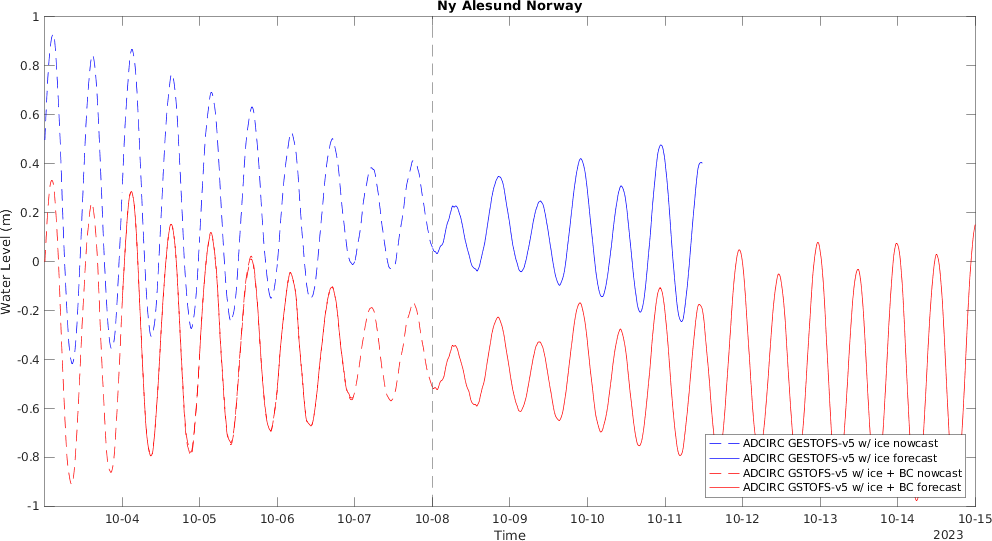 Ny Alesund Norway
Water Level (m)
1
0.8
0.6
0.4
0.2
0
-0.2
-0.4
-0.6
-0.8
-1
ADCIRC GESTOFS-v5 w/ ice nowcast
ADCIRC GESTOFS-v5 w/ ice forecast
ADCIRC GSTOFS-v5 w/ ice + BC nowcast
ADCIRC GSTOFS-v5 w/ ice + BC forecast
10-04 10-05 10-06 10-07 10-08 10-09 10-10 10-11 10-12 10-13 10-14 10-15
Time
2023